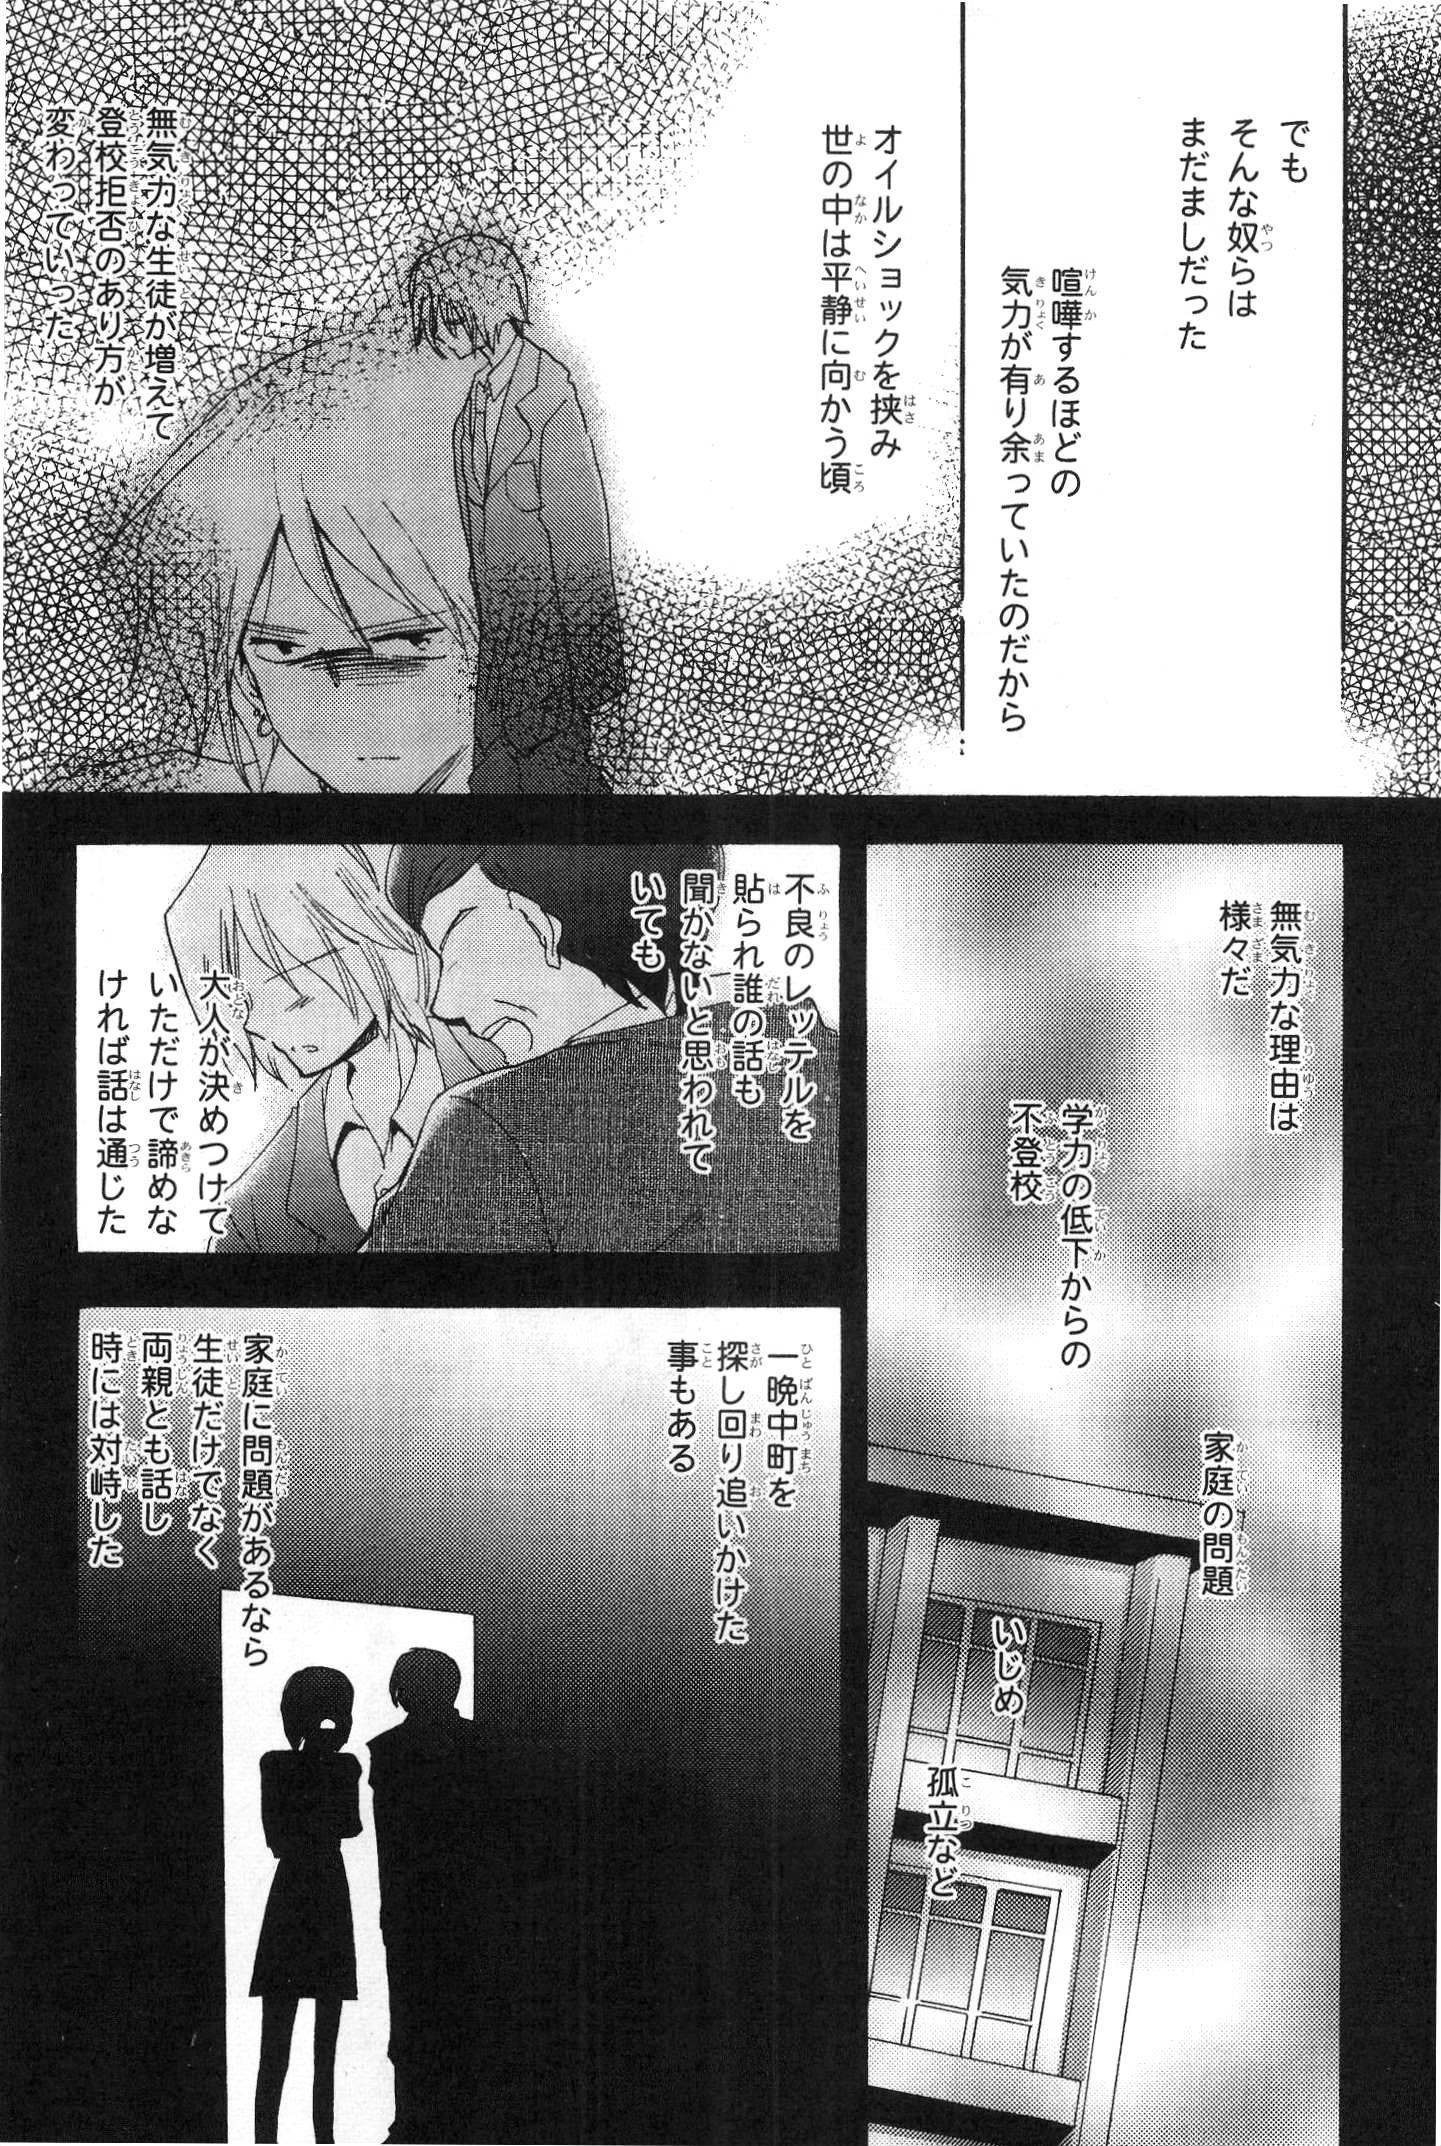 でも
そんな奴らは
まだましだった
喧嘩するほどの
気力が有り余っていたのだから
オイルショックを挟み
世の中は平静に向かう頃
無気力な生徒が増えて
登校拒否のあり方が
変わっていった
無気力な理由は
様々だ
学力の低下からの
不登校
家庭の問題
いじめ
孤立など
不良のレッテルを
貼られ誰の話も
聞かないと思われて
いても
大人が決めつけて
いただけで諦めな
ければ話は通じた
一晩中町を
探し回り追いかけた
事もある
家庭に問題があるなら
生徒だけでなく
両親とも話し
時には対峙した